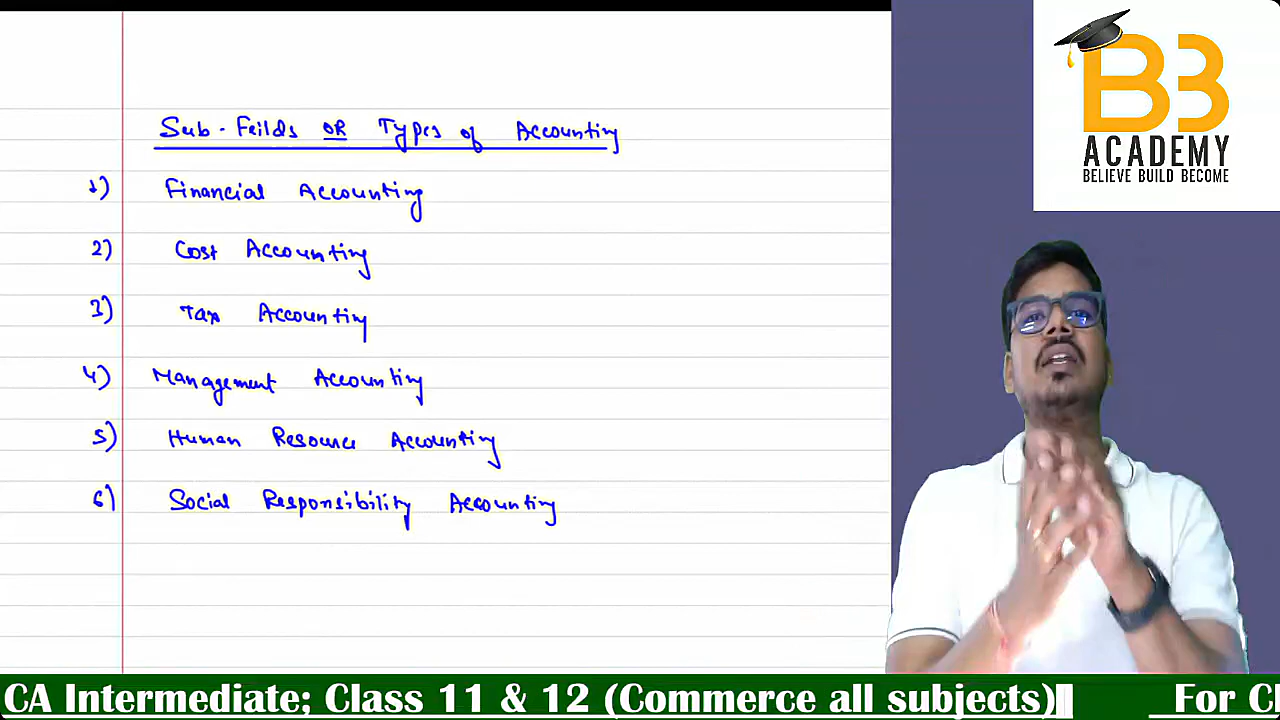 Sub-Feilds OR Types of Accounting
1) Financial Accounting
2) Cost Accounting
3) Tax Accounting
4) Management Accounting
5) Human Resource Accounting
6) Social Responsibility Accounting
B3
ACADEMY
BELIEVE BUILD BECOME
CA Intermediate; Class 11 & 12 (Commerce all subjects) For